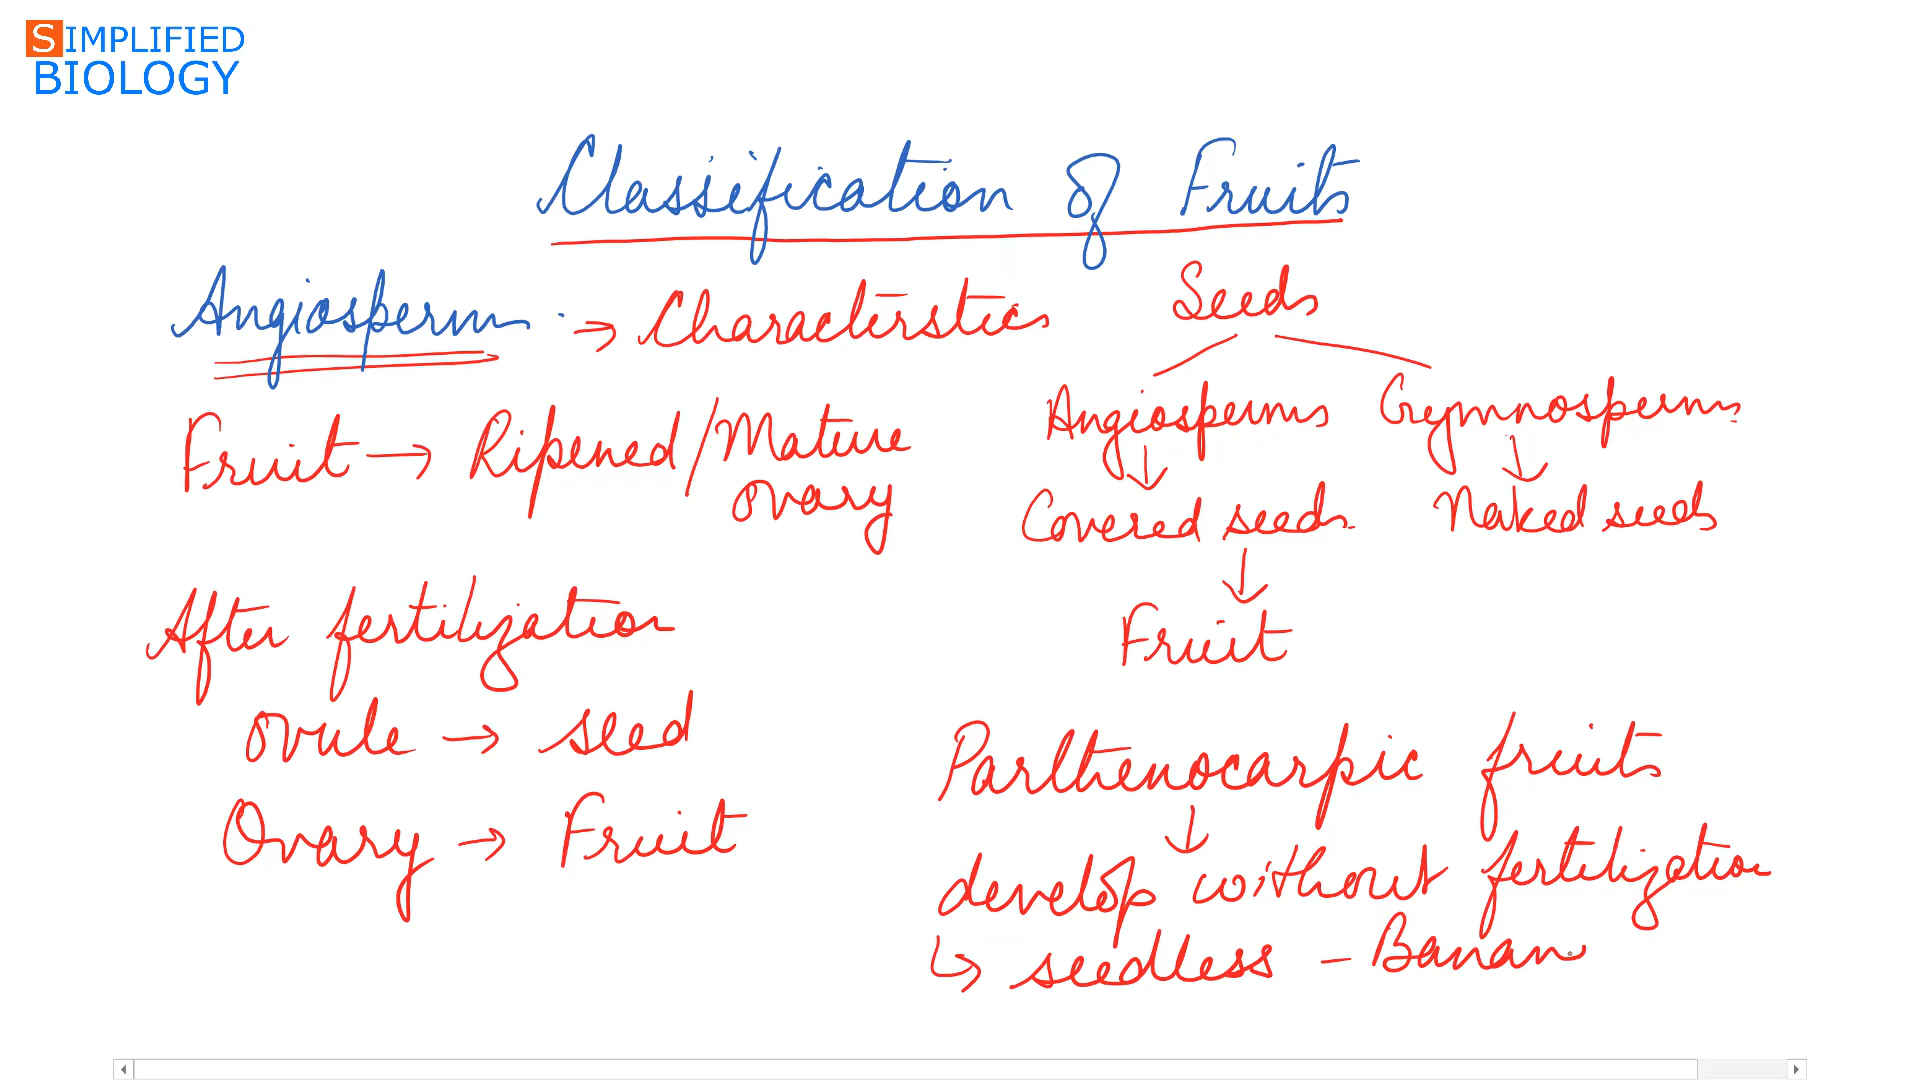 SIMPLIFIED
BIOLOGY
Classification of Fruits
Angiosperm → Characteristics
Fruit → Ripened / Mature
ovary
After fertilization
ovule → seed
Ovary → Fruit
Seeds
Angiosperms Gymnosperms
Covered seeds Naked seeds
Fruit
Parthenocarpic fruits
develop without fertilization
↳ seedless - Banan